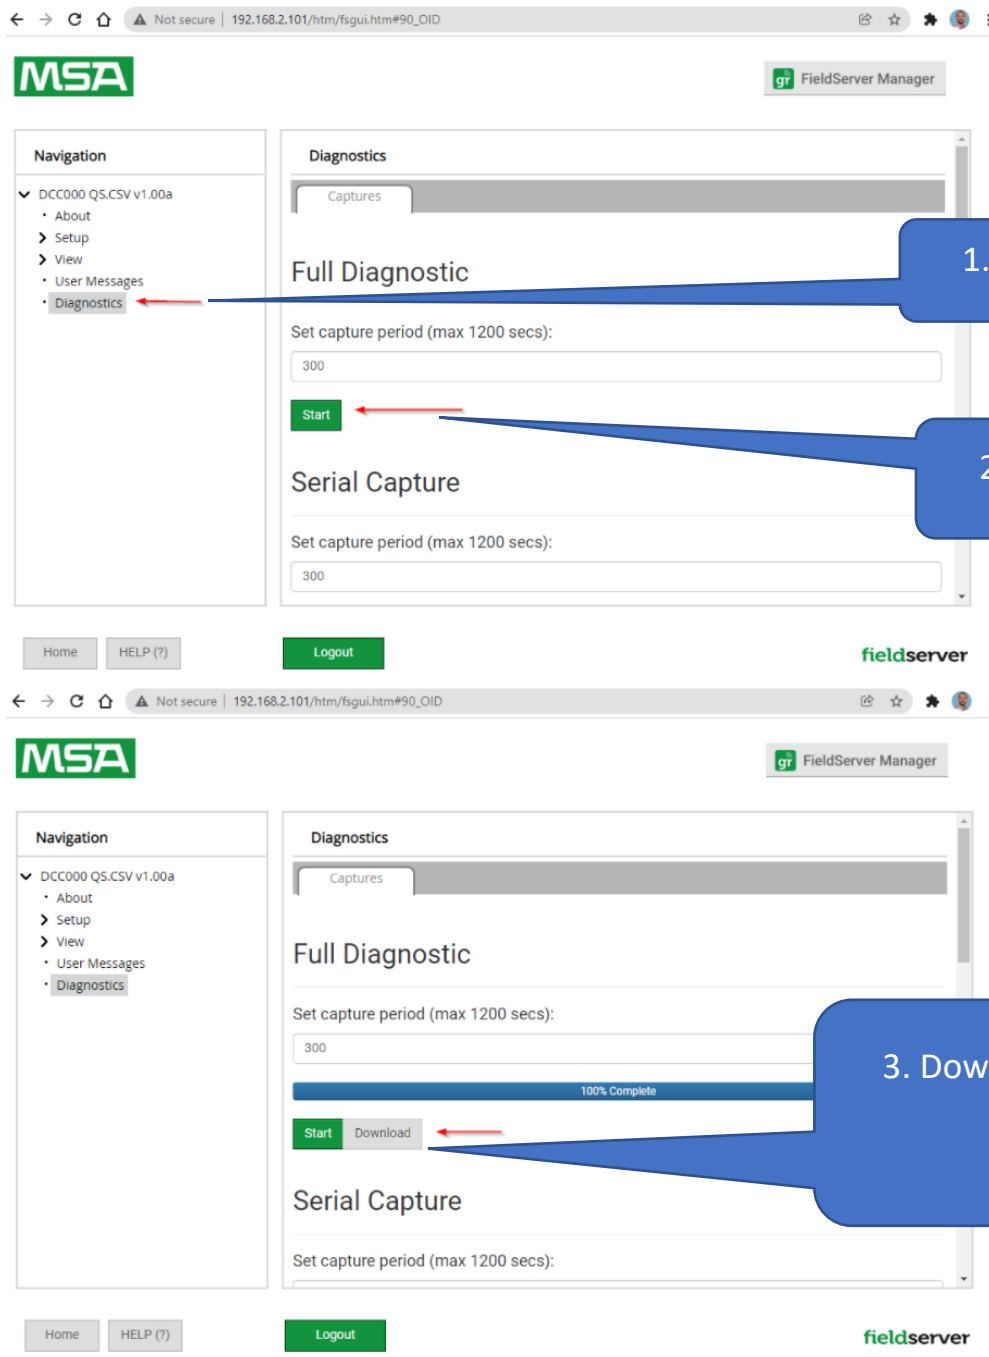 Not secure | 192.168.2.101/htm/fsgui.htm#90_OID
MSA
gr FieldServer Manager
Navigation
DCC000 QS.CSV v1.00a
About
Setup
View
User Messages
Diagnostics
Diagnostics
Captures
Full Diagnostic
1.
Set capture period (max 1200 secs):
300
Start
2
Serial Capture
Set capture period (max 1200 secs):
300
Home
HELP (?)
Logout
fieldserver
Not secure | 192.168.2.101/htm/fsgui.htm#90_OID
MSA
gr FieldServer Manager
Navigation
DCC000 QS.CSV v1.00a
About
Setup
View
User Messages
Diagnostics
Diagnostics
Captures
Full Diagnostic
Set capture period (max 1200 secs):
300
3. Dow
100% Complete
Start
Download
Serial Capture
Set capture period (max 1200 secs):
Home
HELP (?)
Logout
fieldserver